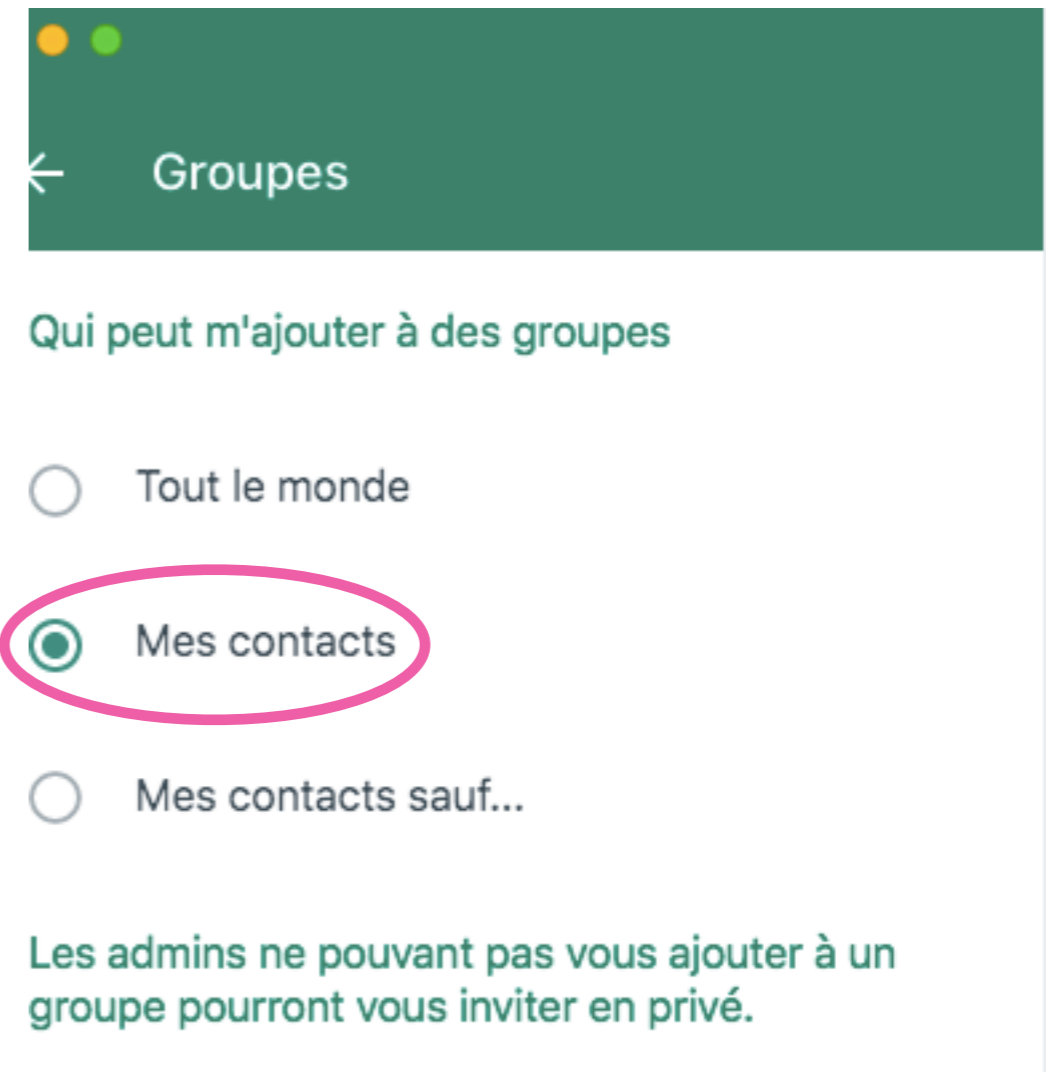 Groupes
Qui peut m'ajouter à des groupes
Tout le monde
Mes contacts
Mes contacts sauf...
Les admins ne pouvant pas vous ajouter à un
groupe pourront vous inviter en privé.